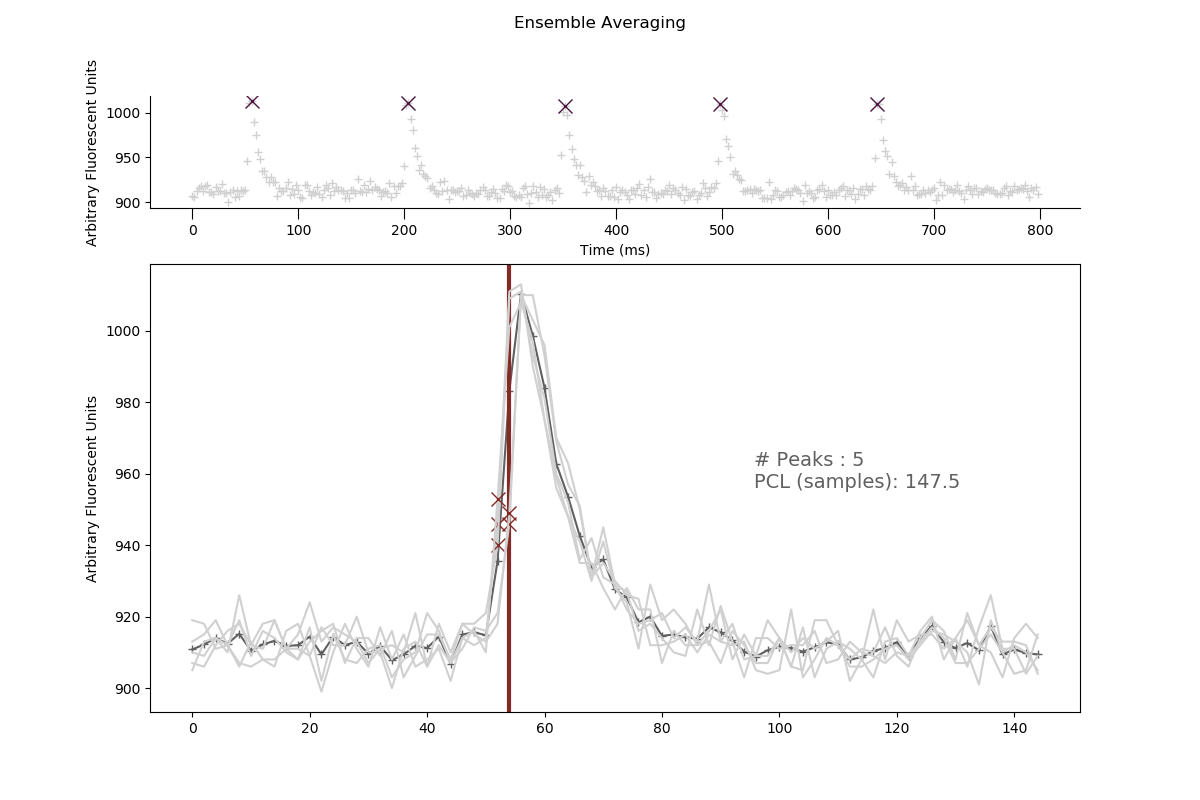 Ensemble Averaging
Arbitrary Fluorescent Units
1000
950
900
0 100 200 300 400 500 600 700 800
Time (ms)
Arbitrary Fluorescent Units
1000
980
960
940
920
900
# Peaks : 5
PCL (samples): 147.5
0 20 40 60 80 100 120 140